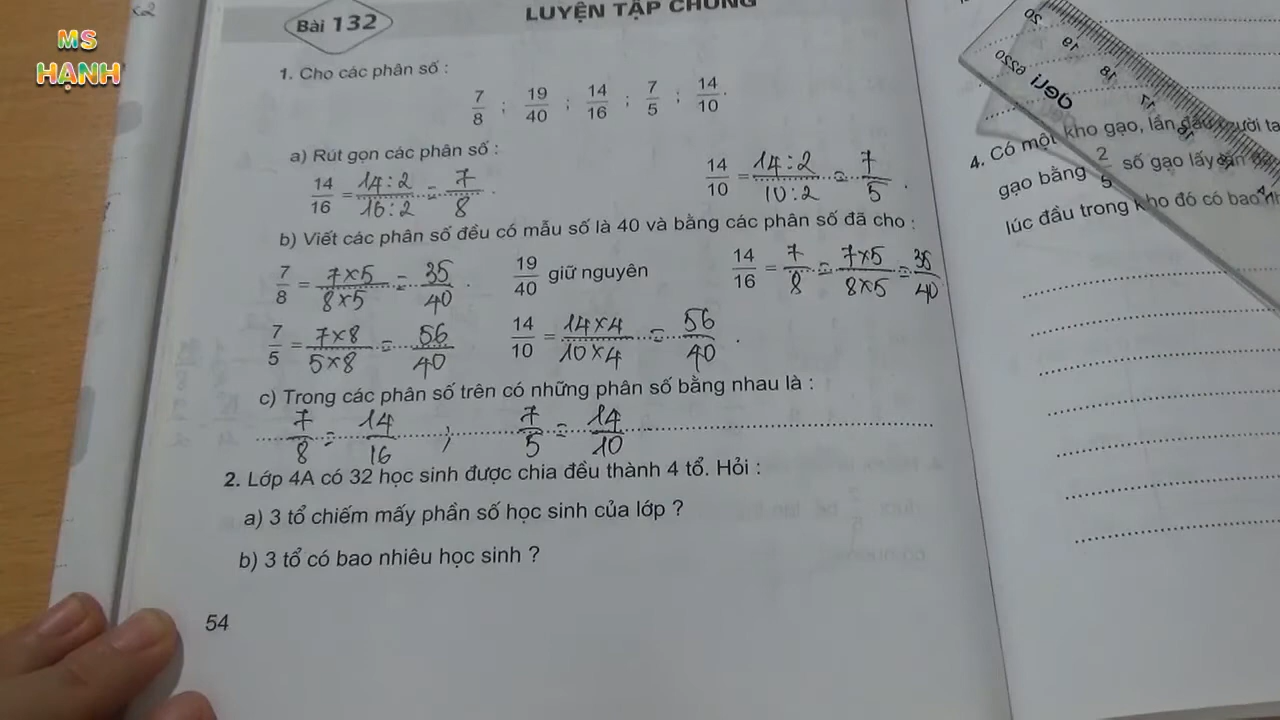 MS
HẠNH
Bài 132
LUYỆN TẬP CHUNG
1. Cho các phân số :
7/8 ; 19/40 ; 14/16 ; 7/5 ; 14/10 .
a) Rút gọn các phân số :
14/16 = 14 : 2 / 16 : 2 = 7/8 .
14/10 = 14 : 2 / 10 : 2 = 7/5 .
b) Viết các phân số đều có mẫu số là 40 và bằng các phân số đã cho :
7/8 = 7 x 5 / 8 x 5 = 35/40 .
19/40 giữ nguyên
14/16 = 7/8 = 7 x 5 / 8 x 5 = 35/40
7/5 = 7 x 8 / 5 x 8 = 56/40
14/10 = 14 x 4 / 10 x 4 = 56/40 .
c) Trong các phân số trên có những phân số bằng nhau là :
7/8 = 14/16 ; 7/5 = 14/10
2. Lớp 4A có 32 học sinh được chia đều thành 4 tổ. Hỏi :
a) 3 tổ chiếm mấy phần số học sinh của lớp ?
b) 3 tổ có bao nhiêu học sinh ?
54
20 19 18 17
deli 6220
4. Có một kho gạo, lần đầu người ta
gạo bằng 2/5 số gạo lấy
lúc đầu trong kho đó có bao